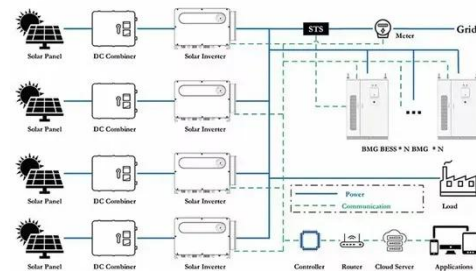 STS
Meter
Grid
Solar Panel
DC Combiner
Solar Inverter
Solar Panel
DC Combiner
Solar Inverter
BMG BESS * N BMG * N
Solar Panel
DC Combiner
Solar Inverter
Power
Communication
Load
Solar Panel
DC Combiner
Solar Inverter
Controller
Router
Cloud Server
Applications